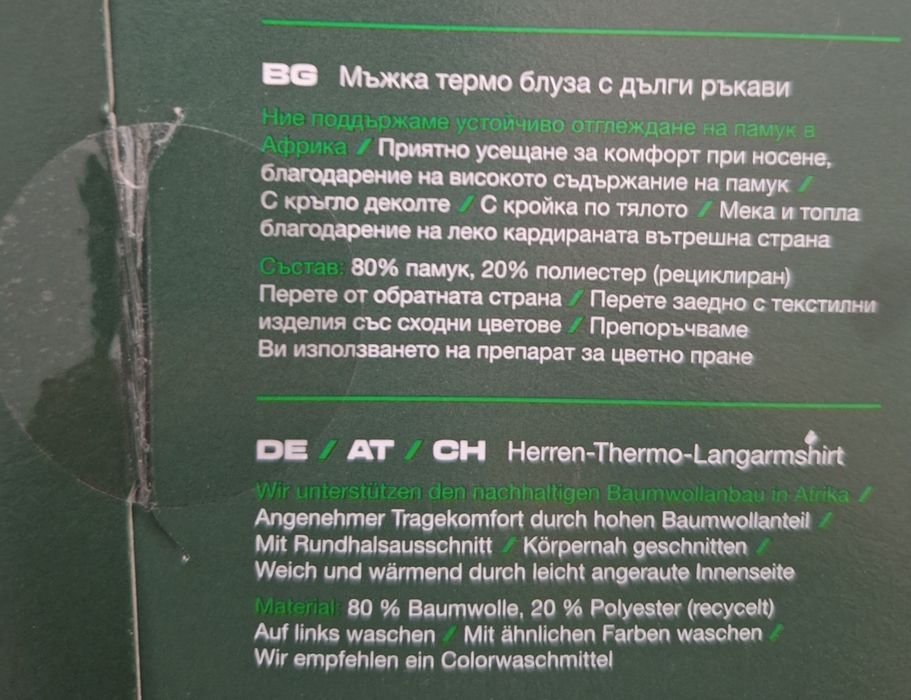 BG Мъжка термо блуза с дълги ръкави
Ние поддържаме устойчиво отглеждане на памук в
Африка / Приятно усещане за комфорт при носене,
благодарение на високото съдържание на памук /
С кръгло деколте / С кройка по тялото / Мека и топла
благодарение на леко кардираната вътрешна страна
Състав: 80% памук, 20% полиестер (рециклиран)
Перете от обратната страна / Перете заедно с текстилни
изделия със сходни цветове / Препоръчваме
Ви използването на препарат за цветно пране
DE / AT / CH Herren-Thermo-Langarmshirt
Wir unterstützen den nachhaltigen Baumwollanbau in Afrika /
Angenehmer Tragekomfort durch hohen Baumwollanteil /
Mit Rundhalsausschnitt / Körpernah geschnitten /
Weich und wärmend durch leicht angeraute Innenseite
Material: 80 % Baumwolle, 20 % Polyester (recycelt)
Auf links waschen / Mit ähnlichen Farben waschen /
Wir empfehlen ein Colorwaschmittel